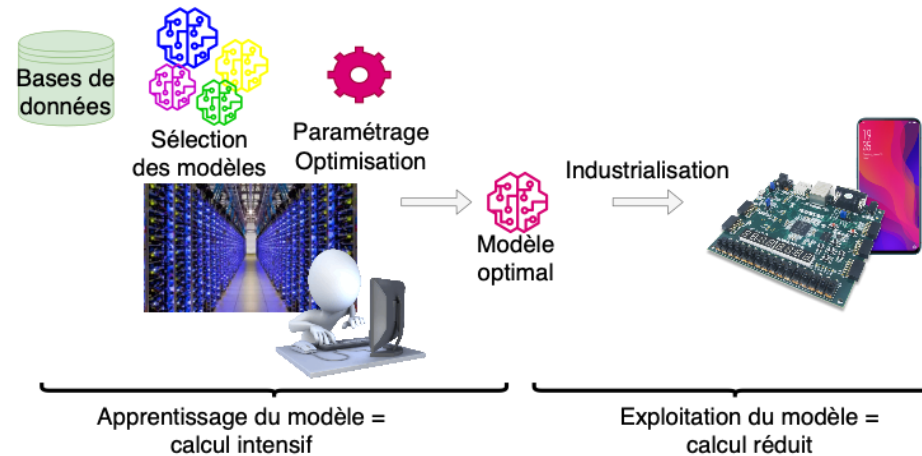 Bases de
données
Sélection
des modèles
Paramétrage
Optimisation
Modèle
optimal
Industrialisation
Apprentissage du modèle =
calcul intensif
Exploitation du modèle =
calcul réduit